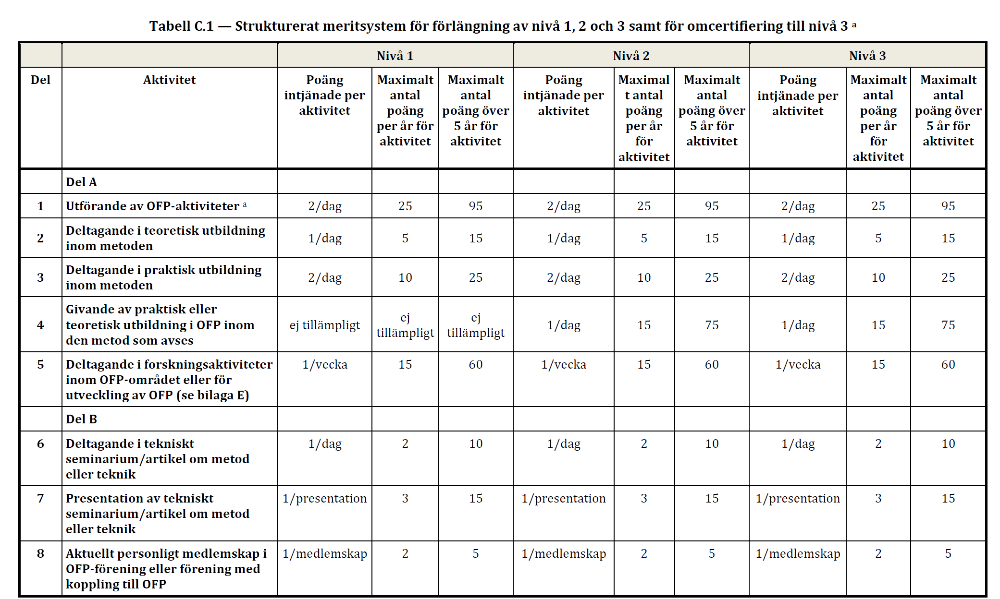 Tabell C.1 — Strukturerat meritsystem för förlängning av nivå 1, 2 och 3 samt för omcertifiering till nivå 3 a
Nivå 1
Nivå 2
Nivå 3
Del
Aktivitet
Poäng
intjänade per
aktivitet
Maximalt
antal
poäng
per år för
aktivitet
Maximalt
antal
poäng över
5 år för
aktivitet
Poäng
intjänade per
aktivitet
Maximal
t antal
poäng
per år
för
aktivitet
Maximalt
antal
poäng över
5 år för
aktivitet
Poäng
intjänade per
aktivitet
Maximalt
antal
poäng
per år
för
aktivitet
Maximalt
antal
poäng över
5 år för
aktivitet
Del A
1 Utförande av OFP-aktiviteter a 2/dag 25 95 2/dag 25 95 2/dag 25 95
2
Deltagande i teoretisk utbildning
inom metoden
1/dag 5 15 1/dag 5 15 1/dag 5 15
3
Deltagande i praktisk utbildning
inom metoden
2/dag 10 25 2/dag 10 25 2/dag 10 25
4
Givande av praktisk eller
teoretisk utbildning i OFP inom
den metod som avses
ej tillämpligt
ej
tillämpligt
ej
tillämpligt
1/dag 15 75 1/dag 15 75
5
Deltagande i forskningsaktiviteter
inom OFP-området eller för
utveckling av OFP (se bilaga E)
1/vecka 15 60 1/vecka 15 60 1/vecka 15 60
Del B
6
Deltagande i tekniskt
seminarium/artikel om metod
eller teknik
1/dag 2 10 1/dag 2 10 1/dag 2 10
7
Presentation av tekniskt
seminarium/artikel om metod
eller teknik
1/presentation 3 15 1/presentation 3 15 1/presentation 3 15
8
Aktuellt personligt medlemskap i
OFP-förening eller förening med
koppling till OFP
1/medlemskap 2 5 1/medlemskap 2 5 1/medlemskap 2 5